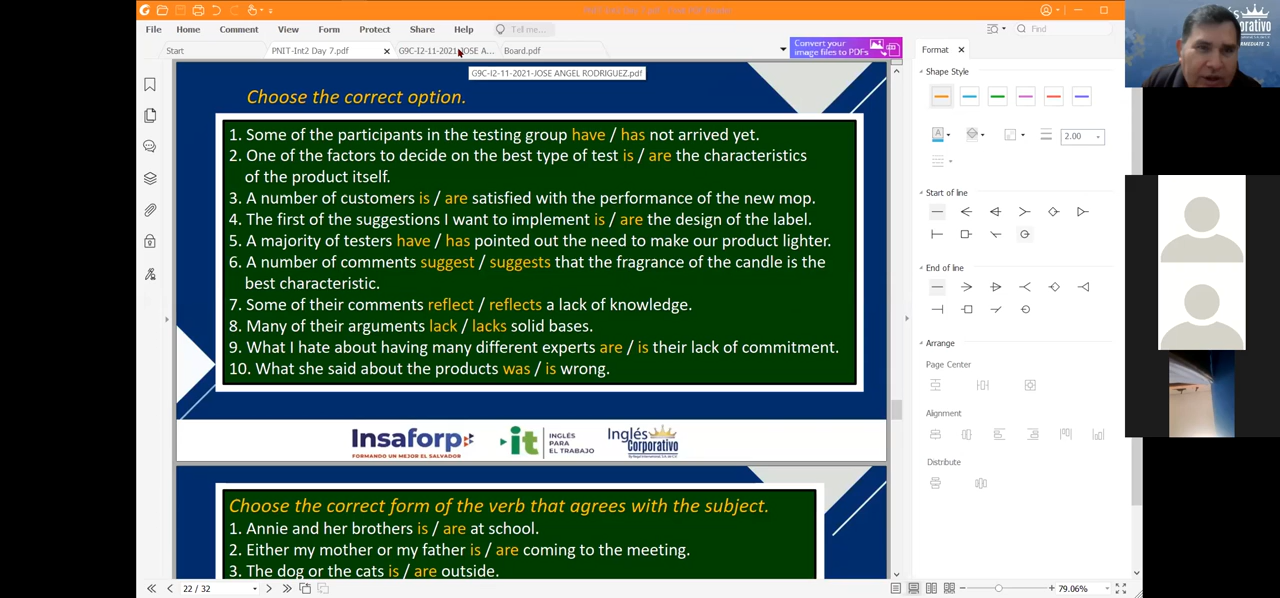 File
Home
Comment
View
Form
Protect
Share
Help
Tell me...
Find
Start
PNIT-Int2 Day 7.pdf
G9C-I2-11-2021-JOSE A...
Board.pdf
Convert your
image files to PDFs
G9C-I2-11-2021-JOSE ANGEL RODRIGUEZ.pdf
Choose the correct option.
1. Some of the participants in the testing group have / has not arrived yet.
2. One of the factors to decide on the best type of test is / are the characteristics
of the product itself.
3. A number of customers is / are satisfied with the performance of the new mop.
4. The first of the suggestions I want to implement is / are the design of the label.
5. A majority of testers have / has pointed out the need to make our product lighter.
6. A number of comments suggest / suggests that the fragrance of the candle is the
best characteristic.
7. Some of their comments reflect / reflects a lack of knowledge.
8. Many of their arguments lack / lacks solid bases.
9. What I hate about having many different experts are / is their lack of commitment.
10. What she said about the products was / is wrong.
Insaforp
FORMANDO UN MEJOR EL SALVADOR
it
INGLÉS
PARA
EL TRABAJO
Inglés
Corporativo
Choose the correct form of the verb that agrees with the subject.
1. Annie and her brothers is / are at school.
2. Either my mother or my father is / are coming to the meeting.
3. The dog or the cats is / are outside.
22 / 32
79.06%
Format
Shape Style
2.00
Start of line
End of line
Arrange
Page Center
Alignment
Distribute